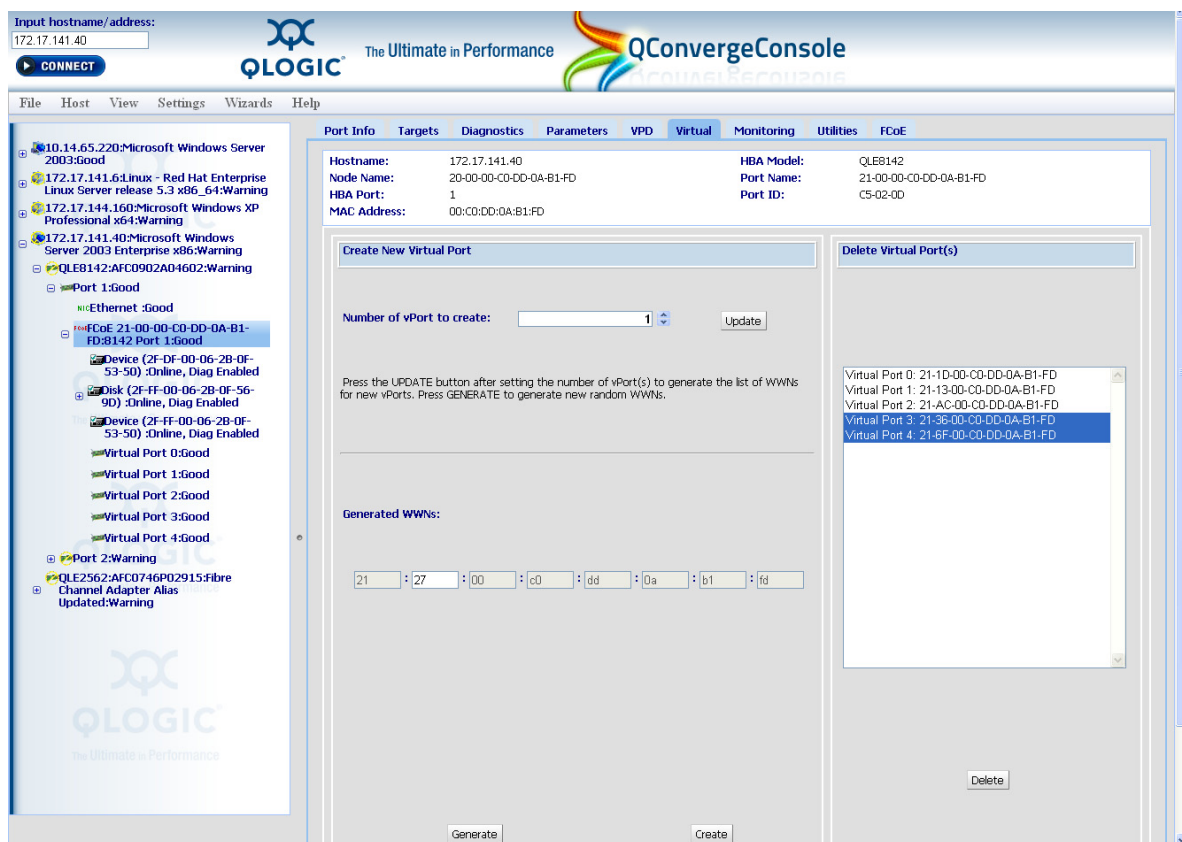 Input hostname/address:
172.17.141.40
CONNECT
QLOGIC
The Ultimate in Performance
QConvergeConsole
File Host View Settings Wizards Help
10.14.65.220:Microsoft Windows Server
2003:Good
172.17.141.6:Linux - Red Hat Enterprise
Linux Server release 5.3 x86_64:Warning
172.17.144.160:Microsoft Windows XP
Professional x64:Warning
172.17.141.40:Microsoft Windows
Server 2003 Enterprise x86:Warning
QLE8142:AFC0902A04602:Warning
Port 1:Good
NIC Ethernet :Good
FCoE FCoE 21-00-00-C0-DD-0A-B1-
FD:8142 Port 1:Good
Device (2F-DF-00-06-2B-0F-
53-50) :Online, Diag Enabled
Disk (2F-FF-00-06-2B-0F-56-
9D) :Online, Diag Enabled
Device (2F-FF-00-06-2B-0F-
53-50) :Online, Diag Enabled
Virtual Port 0:Good
Virtual Port 1:Good
Virtual Port 2:Good
Virtual Port 3:Good
Virtual Port 4:Good
Port 2:Warning
QLE2562:AFC0746P02915:Fibre
Channel Adapter Alias
Updated:Warning
QLOGIC
The Ultimate in Performance
Port Info Targets Diagnostics Parameters VPD Virtual Monitoring Utilities FCoE
Hostname: 172.17.141.40 HBA Model: QLE8142
Node Name: 20-00-00-C0-DD-0A-B1-FD Port Name: 21-00-00-C0-DD-0A-B1-FD
HBA Port: 1 Port ID: C5-02-0D
MAC Address: 00:C0:DD:0A:B1:FD
Create New Virtual Port
Number of vPort to create: 1 Update
Press the UPDATE button after setting the number of vPort(s) to generate the list of WWNs
for new vPorts. Press GENERATE to generate new random WWNs.
Generated WWNs:
21 : 27 : 00 : c0 : dd : 0a : b1 : fd
Generate Create
Delete Virtual Port(s)
Virtual Port 0: 21-1D-00-C0-DD-0A-B1-FD
Virtual Port 1: 21-13-00-C0-DD-0A-B1-FD
Virtual Port 2: 21-AC-00-C0-DD-0A-B1-FD
Virtual Port 3: 21-36-00-C0-DD-0A-B1-FD
Virtual Port 4: 21-6F-00-C0-DD-0A-B1-FD
Delete